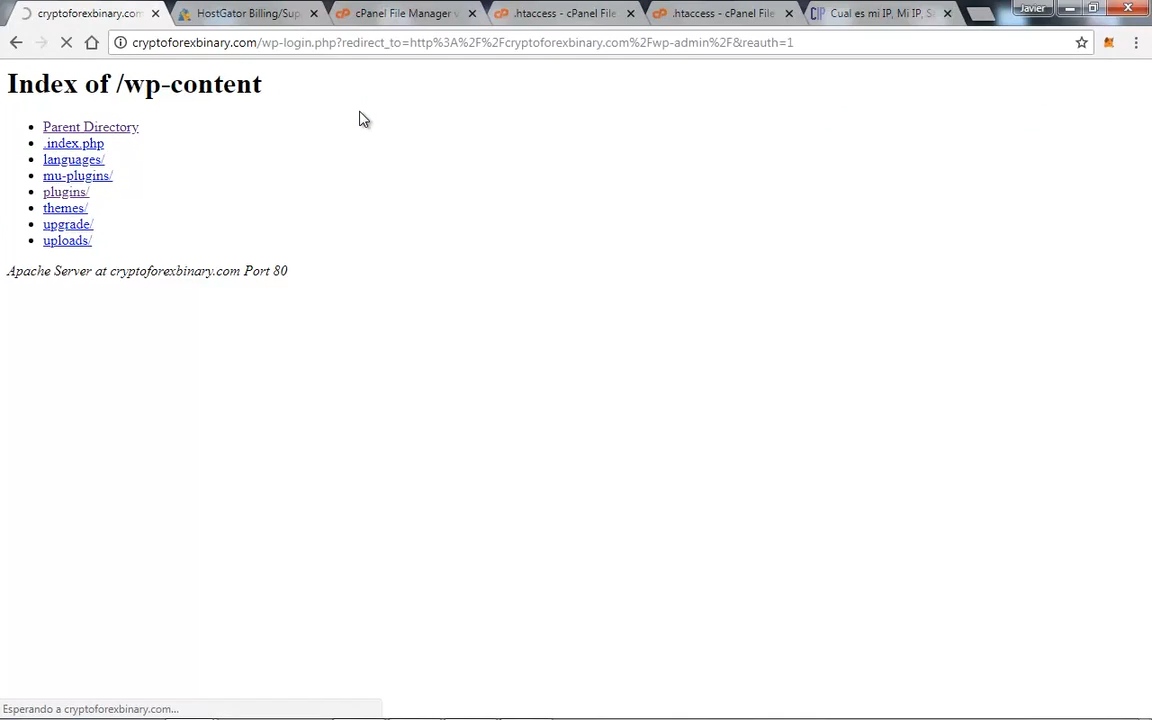 cryptoforexbinary.com
HostGator Billing/Sup
cPanel File Manager v
.htaccess - cPanel File
.htaccess - cPanel File
Cual es mi IP, Mi IP, S
Javier
cryptoforexbinary.com/wp-login.php?redirect_to=http%3A%2F%2Fcryptoforexbinary.com%2Fwp-admin%2F&reauth=1
Index of /wp-content
Parent Directory
.index.php
languages/
mu-plugins/
plugins/
themes/
upgrade/
uploads/
Apache Server at cryptoforexbinary.com Port 80
Esperando a cryptoforexbinary.com...